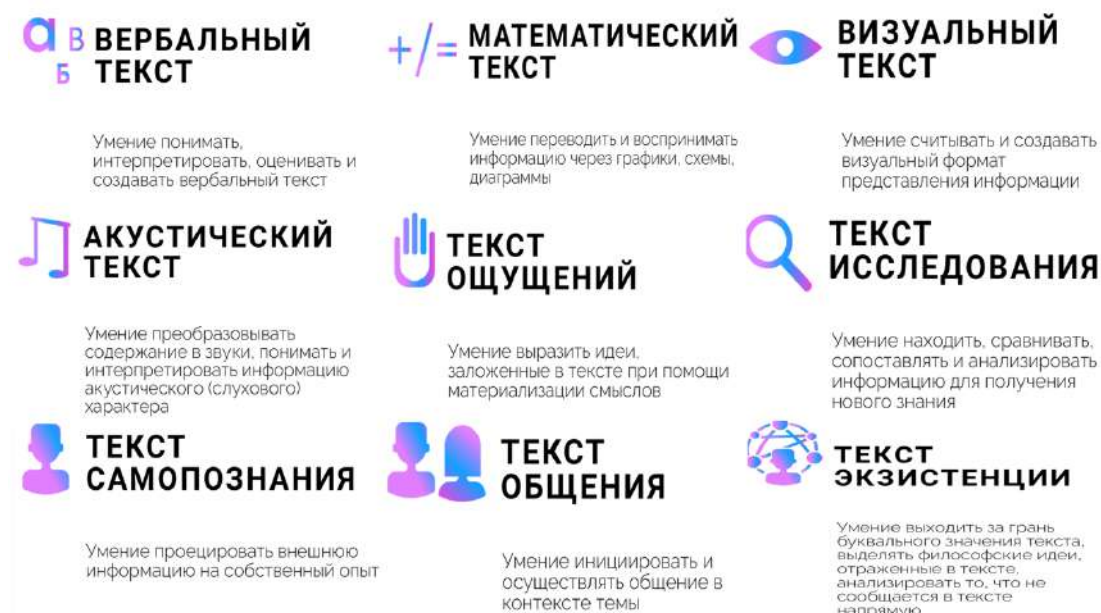 а В Б
ВЕРБАЛЬНЫЙ
ТЕКСТ
Умение понимать,
интерпретировать, оценивать и
создавать вербальный текст
+/=
МАТЕМАТИЧЕСКИЙ
ТЕКСТ
Умение переводить и воспринимать
информацию через графики, схемы,
диаграммы
ВИЗУАЛЬНЫЙ
ТЕКСТ
Умение считывать и создавать
визуальный формат
представления информации
АКУСТИЧЕСКИЙ
ТЕКСТ
Умение преобразовывать
содержание в звуки, понимать и
интерпретировать информацию
акустического (слухового)
характера
ТЕКСТ
ОЩУЩЕНИЙ
Умение выразить идеи,
заложенные в тексте при помощи
материализации смыслов
ТЕКСТ
ИССЛЕДОВАНИЯ
Умение находить, сравнивать,
сопоставлять и анализировать
информацию для получения
нового знания
ТЕКСТ
САМОПОЗНАНИЯ
Умение проецировать внешнюю
информацию на собственный опыт
ТЕКСТ
ОБЩЕНИЯ
Умение инициировать и
осуществлять общение в
контексте темы
ТЕКСТ
ЭКЗИСТЕНЦИИ
Умение выходить за грань
буквального значения текста,
выделять философские идеи,
отраженные в тексте,
анализировать то, что не
сообщается в тексте
напрямую